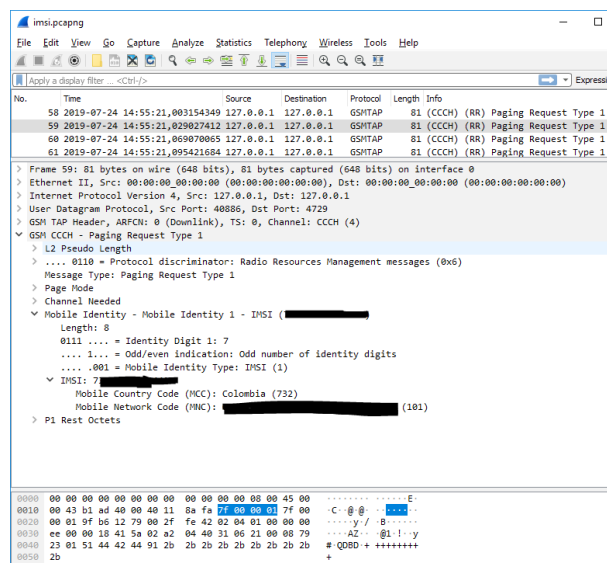 imsi.pcapng
File Edit View Go Capture Analyze Statistics Telephony Wireless Tools Help
Apply a display filter ... <Ctrl-/> Expressi
No. Time Source Destination Protocol Length Info
58 2019-07-24 14:55:21,003154349 127.0.0.1 127.0.0.1 GSMTAP 81 (CCCH) (RR) Paging Request Type 1
59 2019-07-24 14:55:21,029027412 127.0.0.1 127.0.0.1 GSMTAP 81 (CCCH) (RR) Paging Request Type 1
60 2019-07-24 14:55:21,069070065 127.0.0.1 127.0.0.1 GSMTAP 81 (CCCH) (RR) Paging Request Type 1
61 2019-07-24 14:55:21,095421684 127.0.0.1 127.0.0.1 GSMTAP 81 (CCCH) (RR) Paging Request Type 1
Frame 59: 81 bytes on wire (648 bits), 81 bytes captured (648 bits) on interface 0
Ethernet II, Src: 00:00:00_00:00:00 (00:00:00:00:00:00), Dst: 00:00:00_00:00:00 (00:00:00:00:00:00)
Internet Protocol Version 4, Src: 127.0.0.1, Dst: 127.0.0.1
User Datagram Protocol, Src Port: 40886, Dst Port: 4729
GSM TAP Header, ARFCN: 0 (Downlink), TS: 0, Channel: CCCH (4)
GSM CCCH - Paging Request Type 1
L2 Pseudo Length
.... 0110 = Protocol discriminator: Radio Resources Management messages (0x6)
Message Type: Paging Request Type 1
Page Mode
Channel Needed
Mobile Identity - Mobile Identity 1 - IMSI (
Length: 8
0111 .... = Identity Digit 1: 7
.... 1... = Odd/even indication: Odd number of identity digits
.... .001 = Mobile Identity Type: IMSI (1)
IMSI: 7
Mobile Country Code (MCC): Colombia (732)
Mobile Network Code (MNC): (101)
P1 Rest Octets
0000 00 00 00 00 00 00 00 00 00 00 00 00 08 00 45 00 ········ ······E·
0010 00 43 b1 ad 40 00 40 11 8a fa 7f 00 00 01 7f 00 ·C··@·@· ········
0020 00 01 9f b6 12 79 00 2f fe 42 02 04 01 00 00 00 ·····y·/ ·B······
0030 ee 00 00 18 41 5a 02 a2 04 40 31 06 21 00 08 79 ····AZ·· ·@1·!··y
0040 23 01 51 44 42 44 91 2b 2b 2b 2b 2b 2b 2b 2b 2b #·QDBD·+ ++++++++
0050 2b +